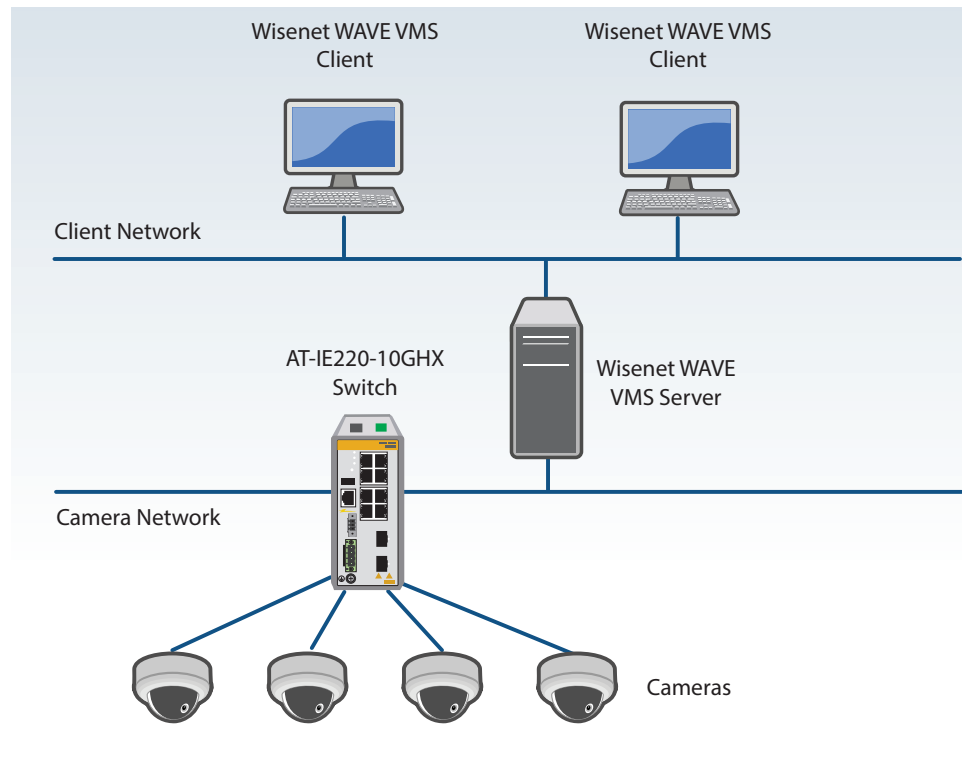 Wisenet WAVE VMS
Client
Wisenet WAVE VMS
Client
Client Network
AT-IE220-10GHX
Switch
Wisenet WAVE
VMS Server
Camera Network
Cameras